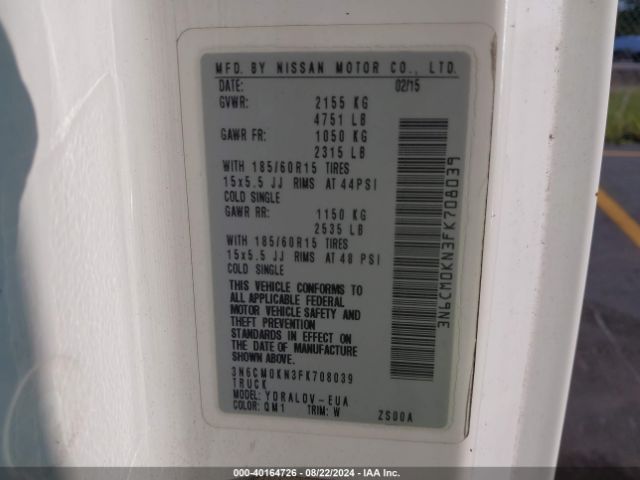 MFD. BY NISSAN MOTOR CO., LTD.
DATE: 02/15
GVWR: 2155 KG
4751 LB
GAWR FR: 1050 KG
2315 LB
WITH 185/60R15 TIRES
15x5.5 JJ RIMS AT 44PSI
COLD SINGLE
GAWR RR: 1150 KG
2535 LB
WITH 185/60R15 TIRES
15x5.5 JJ RIMS AT 48 PSI
COLD SINGLE
THIS VEHICLE CONFORMS TO
ALL APPLICABLE FEDERAL
MOTOR VEHICLE SAFETY AND
THEFT PREVENTION
STANDARDS IN EFFECT ON
THE DATE OF MANUFACTURE
SHOWN ABOVE.
3N6CM0KN3FK708039
TRUCK
MODEL: YDRALDV-EUA
COLOR: QM1 TRIM: W ZSD0A
3N6CM0KN3FK708039
000-40164726 - 08/22/2024 - IAA Inc.